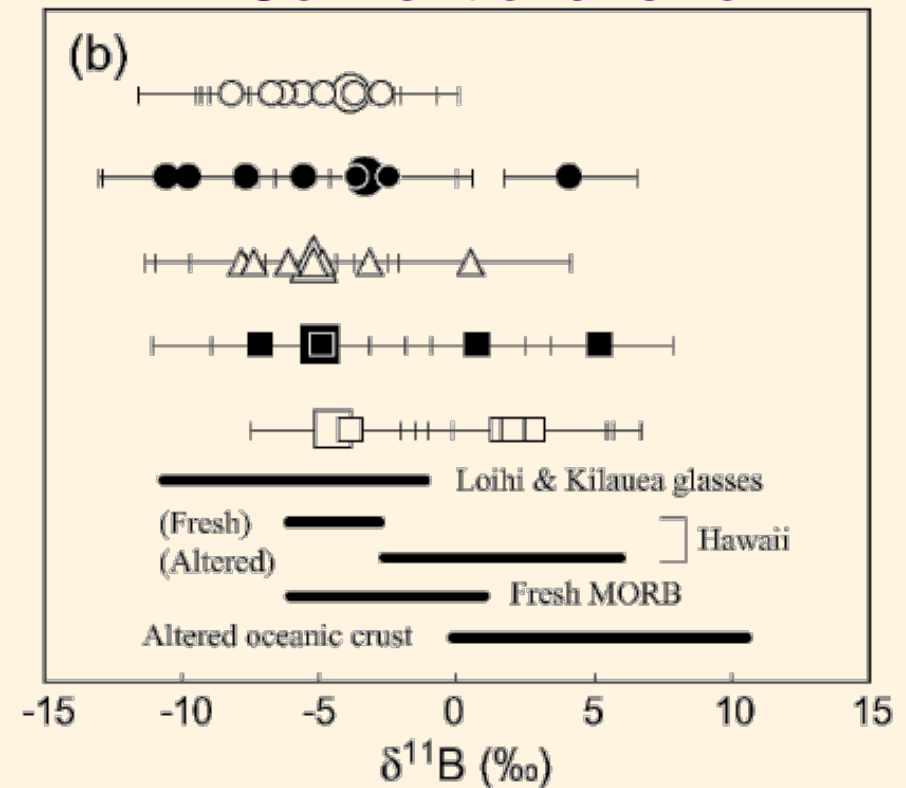 (b)
Loihi & Kilauea glasses
(Fresh)
Hawaii
(Altered)
Fresh MORB
Altered oceanic crust
-15 -10 -5 0 5 10 15
δ¹¹B (‰)